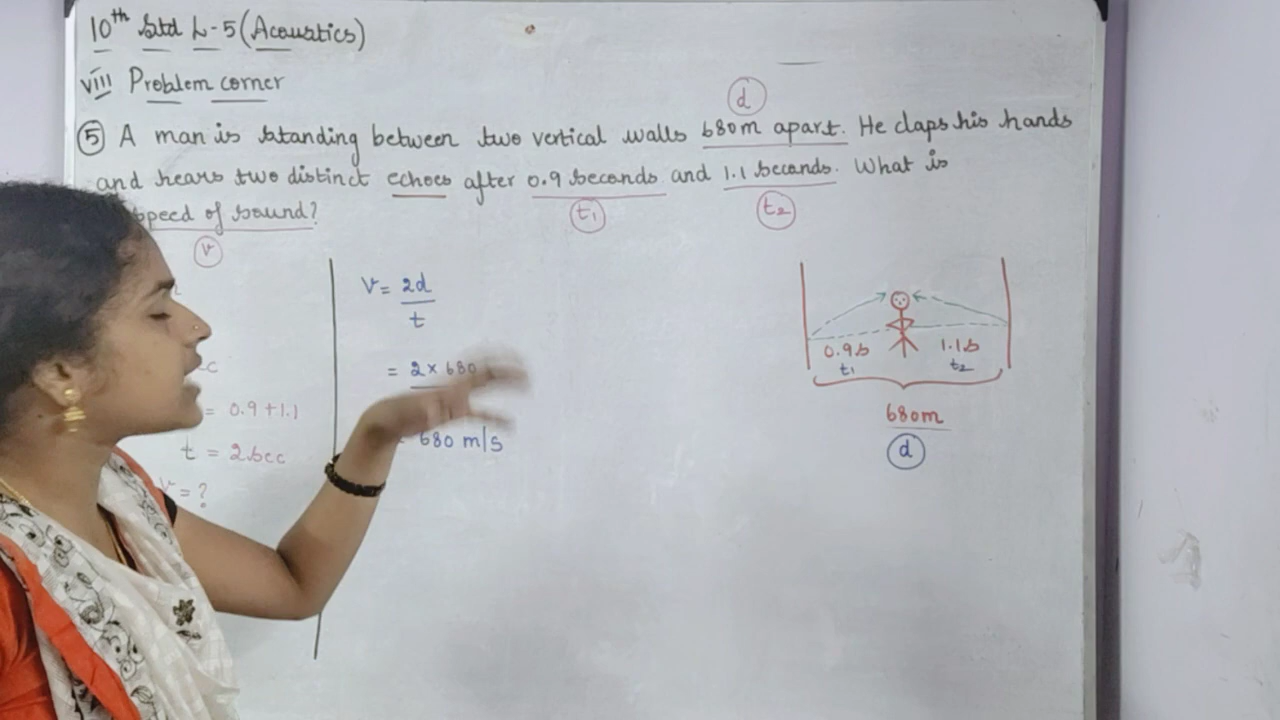 10th Std L-5 (Acoustics)
viii Problem corner
d
5 A man is standing between two vertical walls 680m apart. He claps his hands
and hears two distinct echoes after 0.9 seconds and 1.1 seconds. What is
speed of sound?
t1
t2
v
= 0.9 + 1.1
t = 2sec
v = ?
V = 2d
t
= 2 × 680
680 m/s
0.9s
t1
1.1s
t2
680m
d